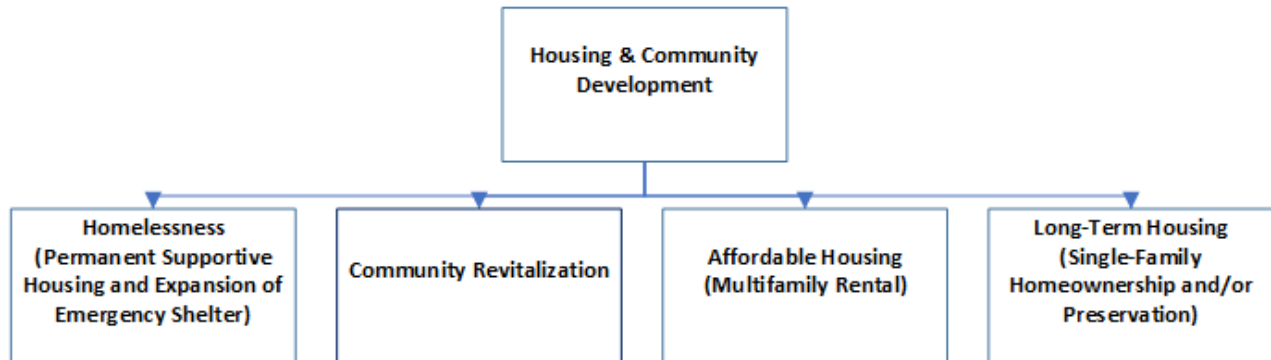 Housing & Community
Development
Homelessness
(Permanent Supportive
Housing and Expansion of
Emergency Shelter)
Community Revitalization
Affordable Housing
(Multifamily Rental)
Long-Term Housing
(Single-Family
Homeownership and/or
Preservation)